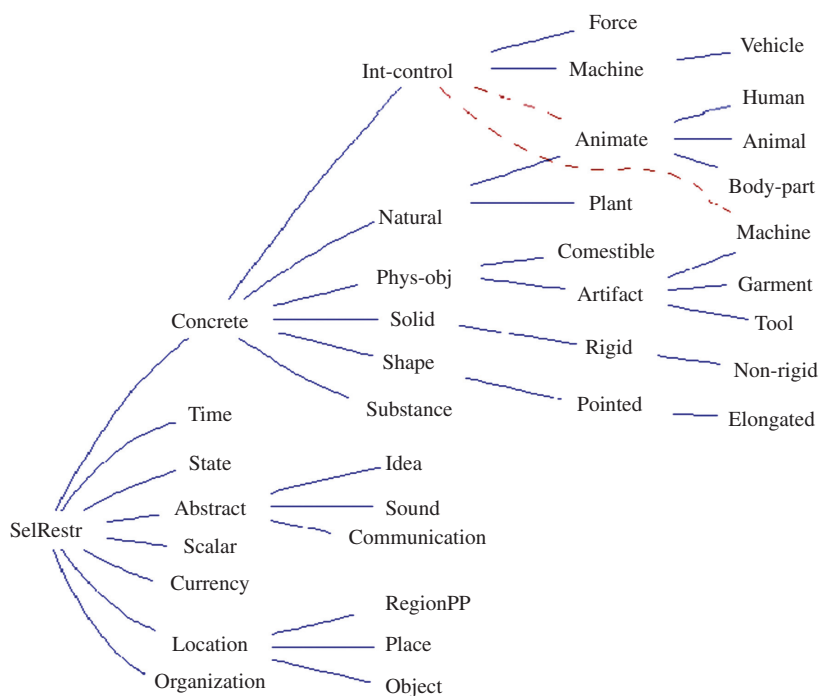 Force
Vehicle
Int-control
Machine
Human
Animate
Animal
Body-part
Natural
Plant
Machine
Comestible
Phys-obj
Garment
Artifact
Concrete
Solid
Tool
Rigid
Shape
Non-rigid
Substance
Pointed
Elongated
Time
State
Idea
Abstract
Sound
SelRestr
Communication
Scalar
Currency
RegionPP
Location
Place
Organization
Object